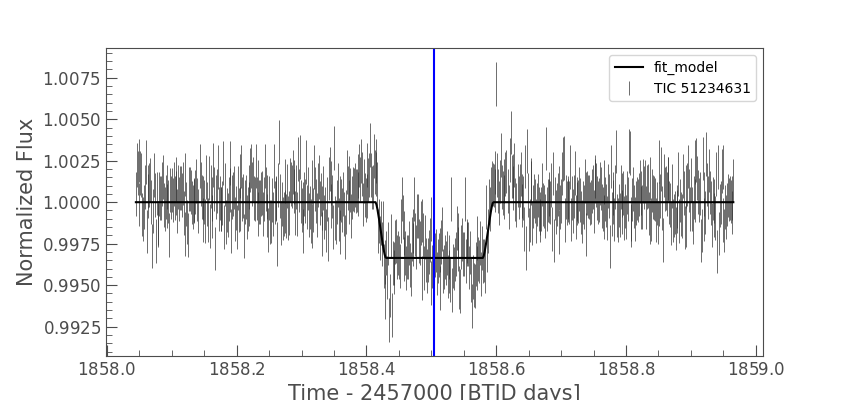 fit_model
TIC 51234631
1.0075
1.0050
1.0025
1.0000
0.9975
0.9950
0.9925
Normalized Flux
1858.0 1858.2 1858.4 1858.6 1858.8 1859.0
Time - 2457000 [BTJD days]